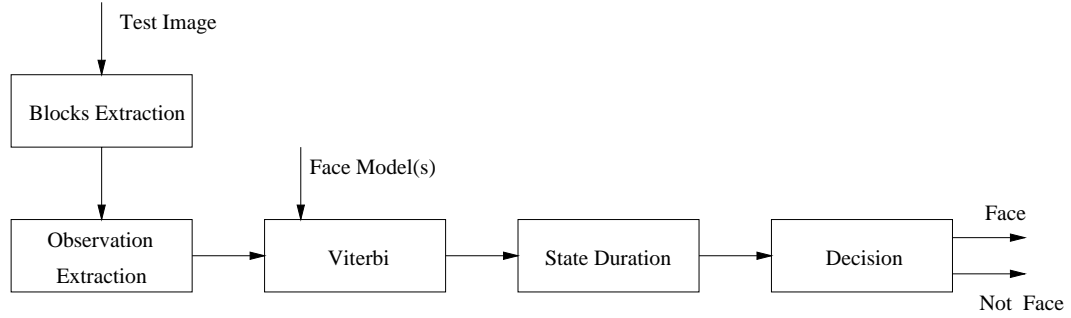 Test Image
Blocks Extraction
Face Model(s)
Observation
Extraction
Viterbi
State Duration
Decision
Face
Not Face